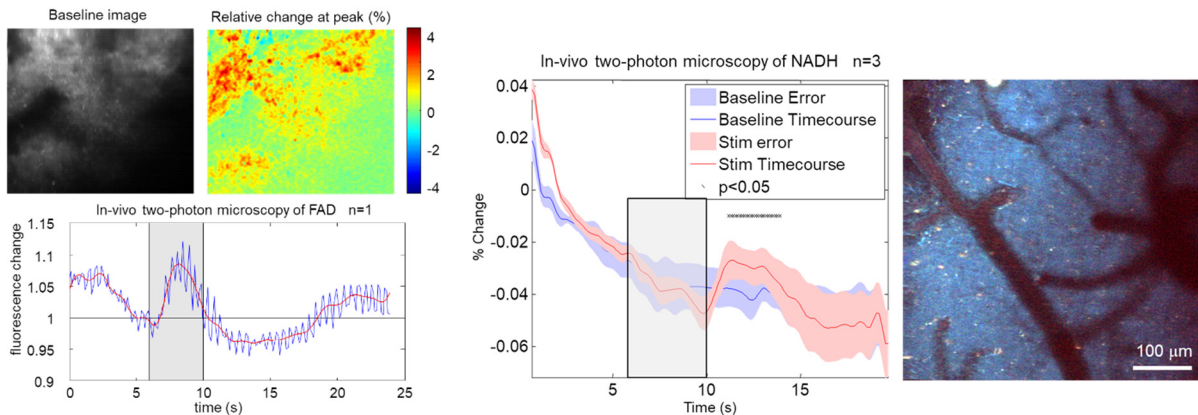 Baseline image
Relative change at peak (%)
4
2
0
-2
-4
In-vivo two-photon microscopy of FAD n=1
fluorescence change
1.15
1.1
1.05
1
0.95
0.9
0 5 10 15 20 25
time (s)
In-vivo two-photon microscopy of NADH n=3
% Change
0.04
0.02
0
-0.02
-0.04
-0.06
Baseline Error
Baseline Timecourse
Stim error
Stim Timecourse
p<0.05
5 10 15
Time (s)
100 μm